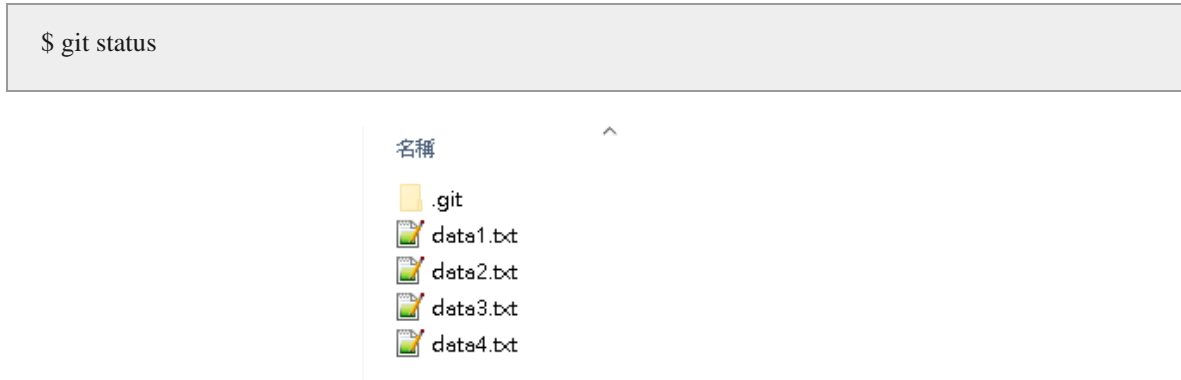 $ git status
名稱
.git
data1.txt
data2.txt
data3.txt
data4.txt